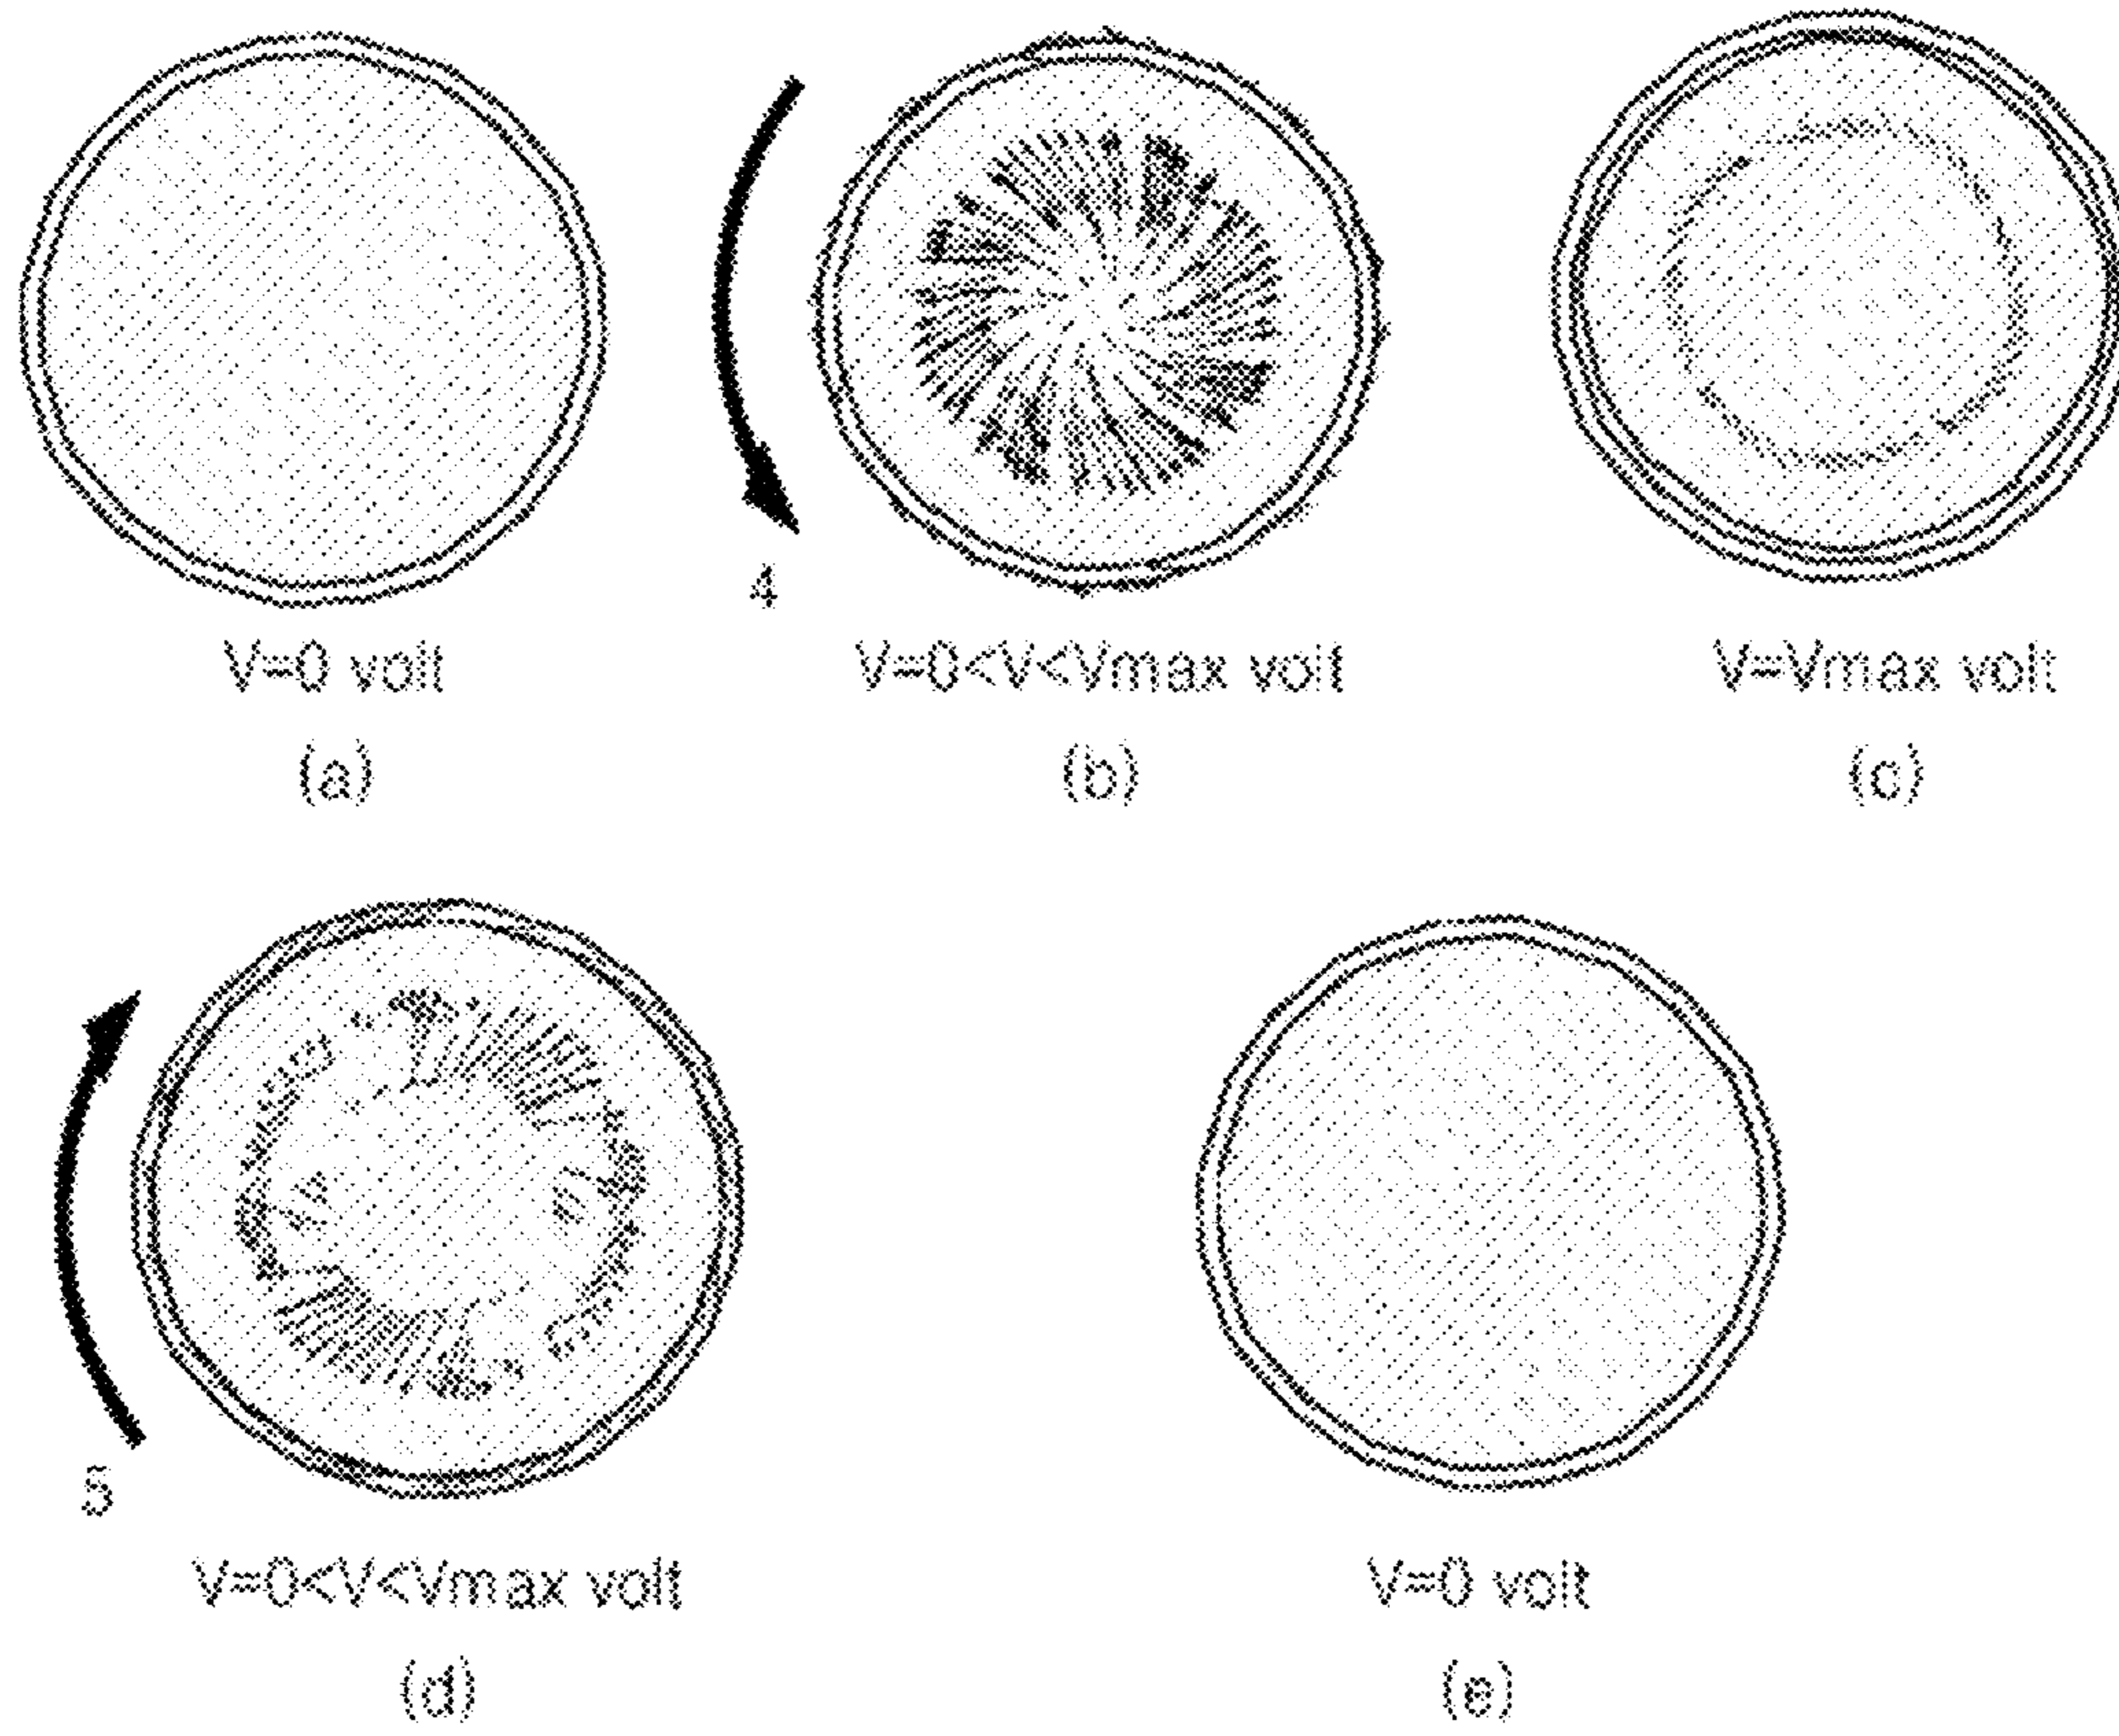 4
V=0 volt
V=0<V<Vmax volt
V=Vmax volt
(a)
(b)
(c)
5
V=0<V<Vmax volt
V=0 volt
(d)
(e)